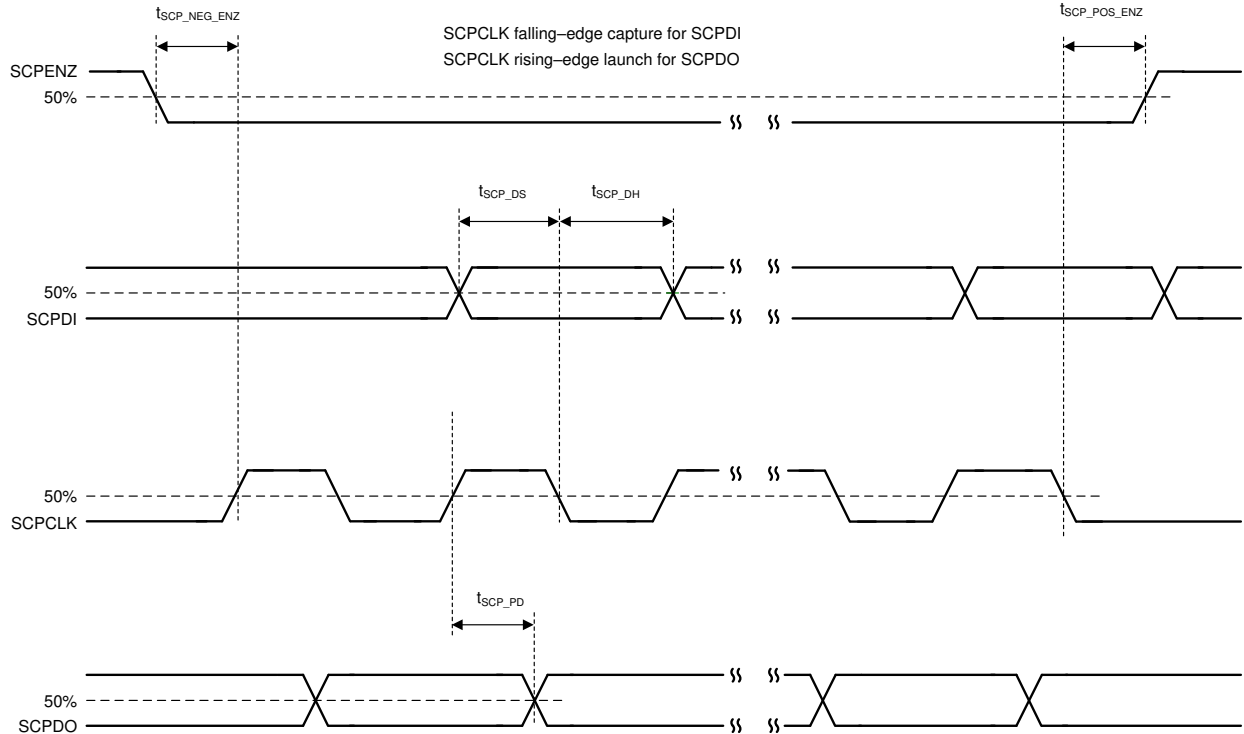 tSCP_NEG_ENZ
SCPCLK falling–edge capture for SCPDI
SCPCLK rising–edge launch for SCPDO
tSCP_POS_ENZ
SCPENZ
50%
tSCP_DS
tSCP_DH
50%
SCPDI
50%
SCPCLK
tSCP_PD
50%
SCPDO